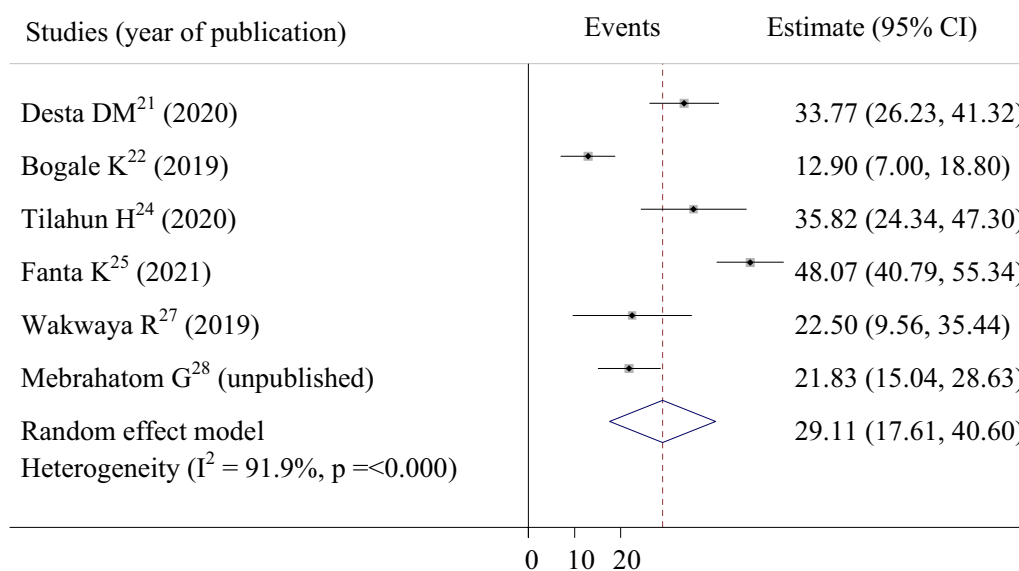 Studies (year of publication) Events Estimate (95% CI)
Desta DM21 (2020) 33.77 (26.23, 41.32)
Bogale K22 (2019) 12.90 (7.00, 18.80)
Tilahun H24 (2020) 35.82 (24.34, 47.30)
Fanta K25 (2021) 48.07 (40.79, 55.34)
Wakwaya R27 (2019) 22.50 (9.56, 35.44)
Mebrahatom G28 (unpublished) 21.83 (15.04, 28.63)
Random effect model 29.11 (17.61, 40.60)
Heterogeneity (I2 = 91.9%, p =<0.000)
0 10 20